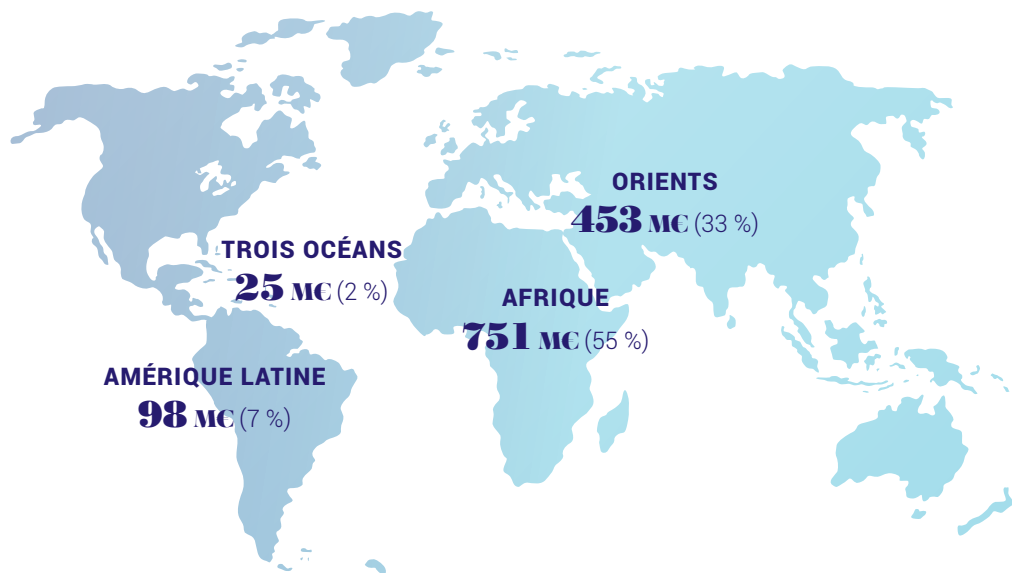 ORIENTS
453 M€ (33 %)
TROIS OCÉANS
25 M€ (2 %)
AFRIQUE
751 M€ (55 %)
AMÉRIQUE LATINE
98 M€ (7 %)